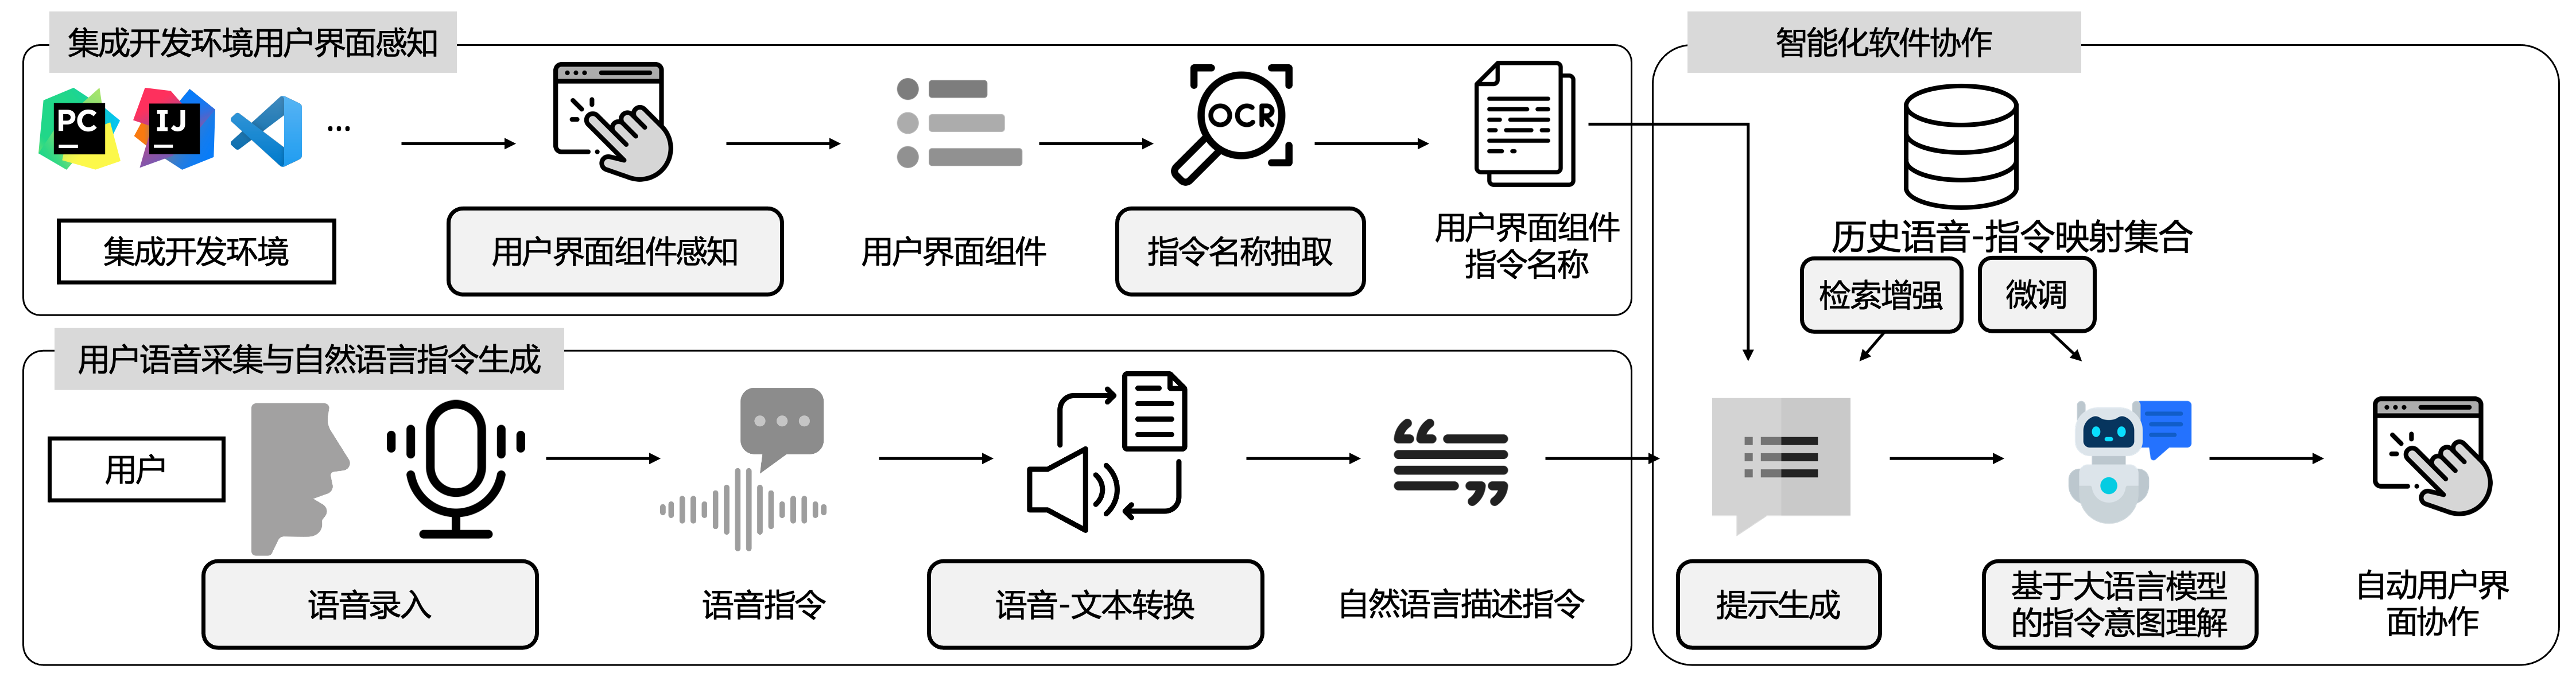 集成开发环境用户界面感知
PC
IJ
...
集成开发环境
用户界面组件感知
用户界面组件
OCR
指令名称抽取
用户界面组件
指令名称
用户语音采集与自然语言指令生成
用户
语音录入
语音指令
语音-文本转换
自然语言描述指令
智能化软件协作
历史语音-指令映射集合
检索增强
微调
提示生成
基于大语言模型
的指令意图理解
自动用户界
面协作